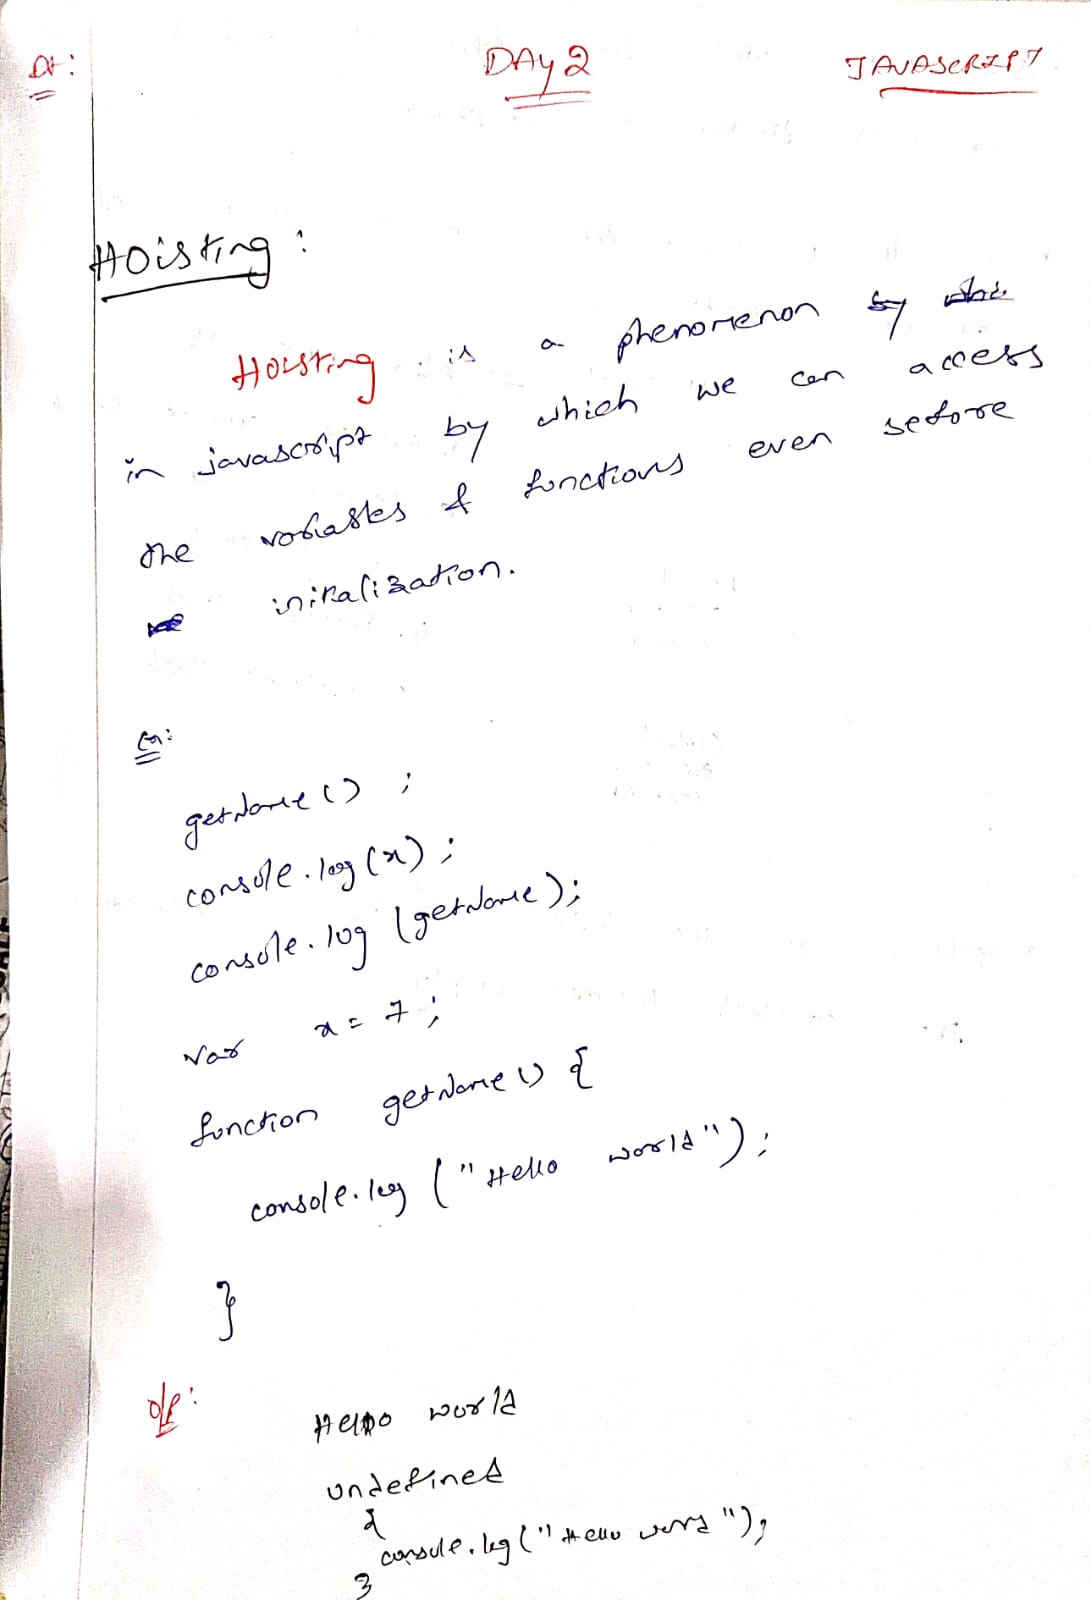 Dt: DAY 2 JAVASCRIPT
Hoisting :
Hoisting is a phenomenon by
in javascript by which we can access
the variables & functions even before
initialization.
Ex:
getName () ;
console.log (x) ;
console.log (getName);
var x = 7 ;
function getName () {
console.log ("Hello world") ;
}
o/p: Hello world
undefined
{
console.log ("Hello world");
}